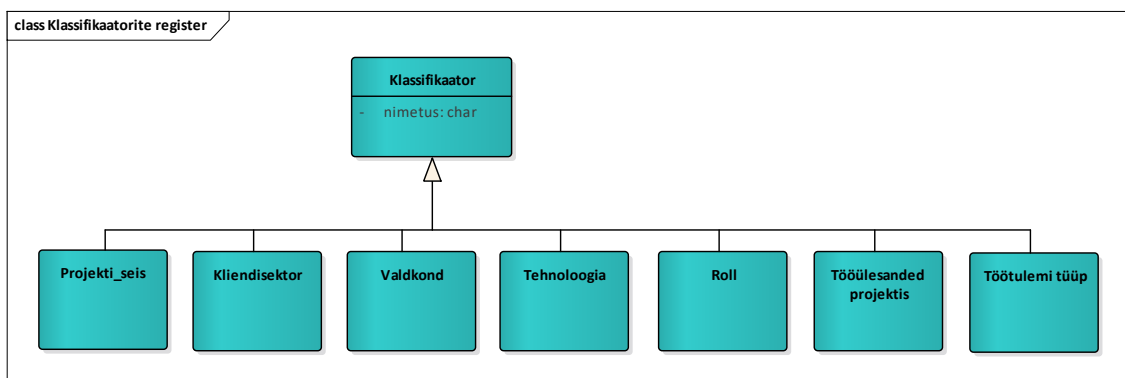 class Klassifikaatorite register
Klassifikaator
- nimetus: char
Projekti_seis
Kliendisektor
Valdkond
Tehnoloogia
Roll
Tööülesanded
projektis
Töötulemi tüüp